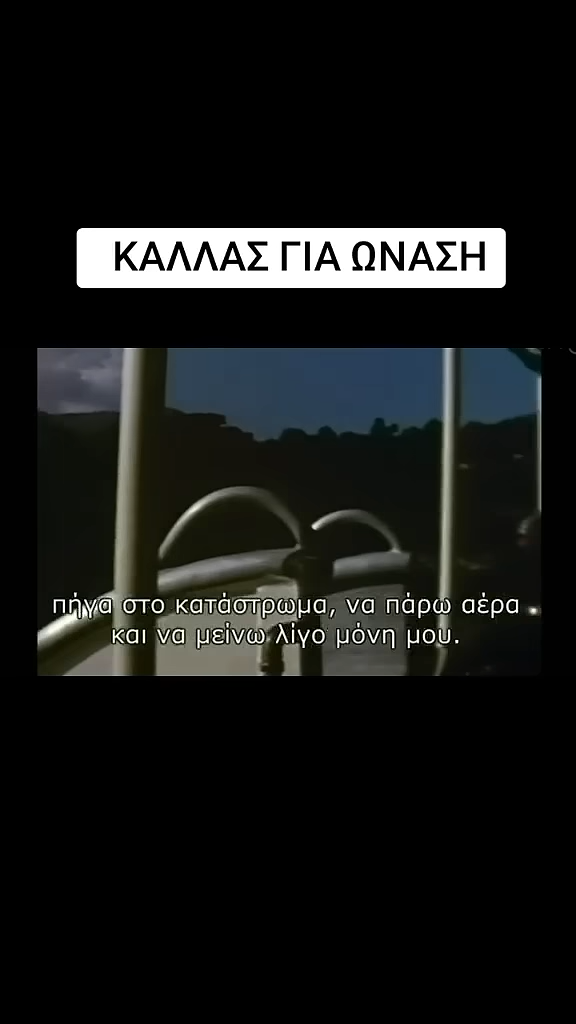 ΚΑΛΛΑΣ ΓΙΑ ΩΝΑΣΗ
πήγα στο κατάστρωμα, να πάρω αέρα
και να μείνω λίγο μόνη μου.